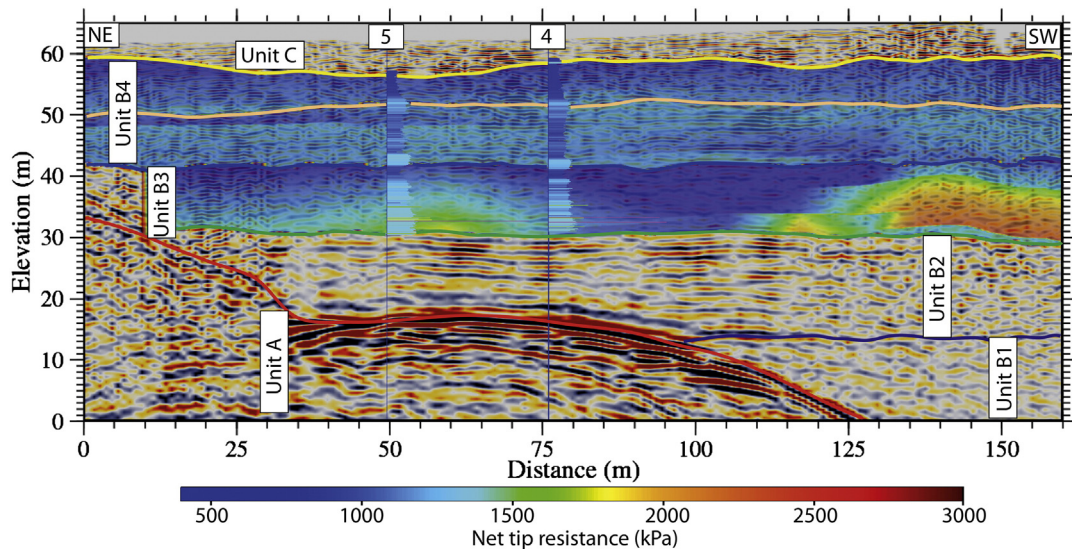 NE
5
4
SW
Unit C
Unit B4
Unit B3
Unit B2
Unit A
Unit B1
Elevation (m)
60
50
40
30
20
10
0
0
25
50
75
100
125
150
Distance (m)
500
1000
1500
2000
2500
3000
Net tip resistance (kPa)